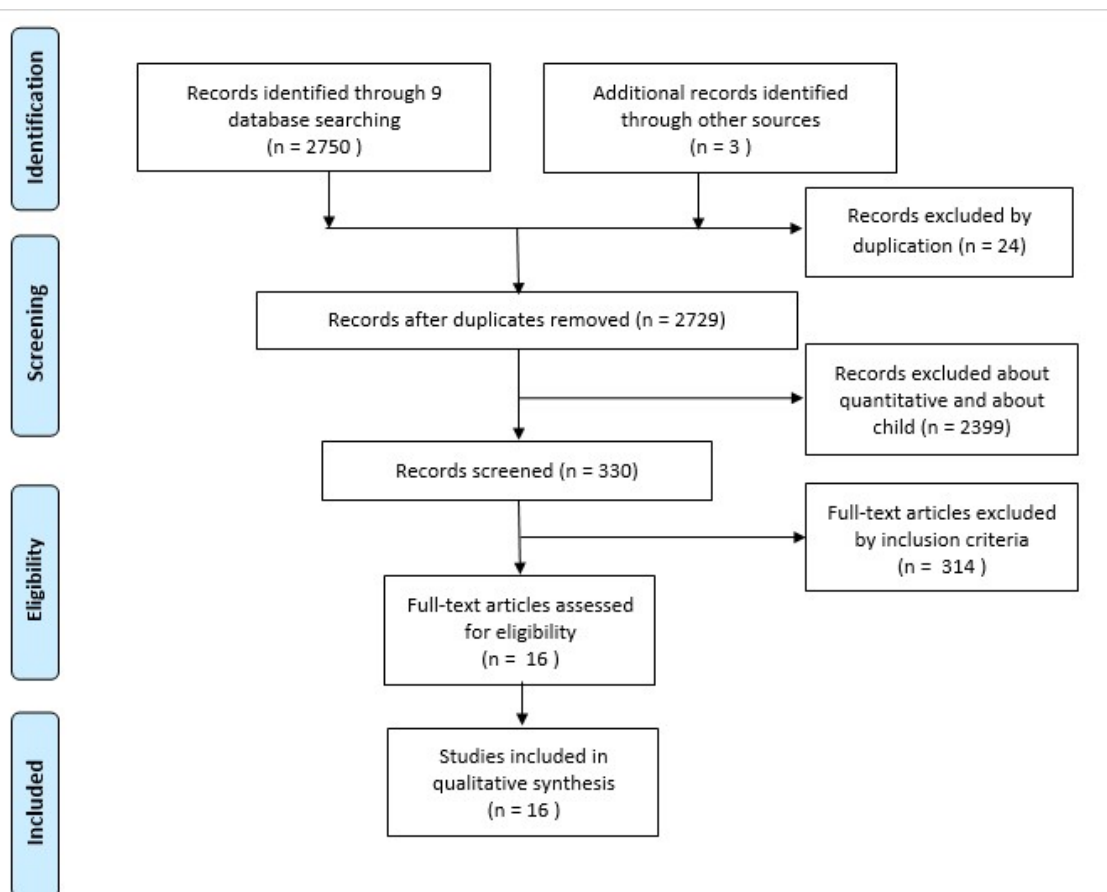 Identification
Records identified through 9
database searching
(n = 2750 )
Additional records identified
through other sources
(n = 3 )
Records excluded by
duplication (n = 24)
Screening
Records after duplicates removed (n = 2729)
Records excluded about
quantitative and about
child (n = 2399)
Records screened (n = 330)
Eligibility
Full-text articles excluded
by inclusion criteria
(n =  314 )
Full-text articles assessed
for eligibility
(n =  16 )
Included
Studies included in
qualitative synthesis
(n = 16 )